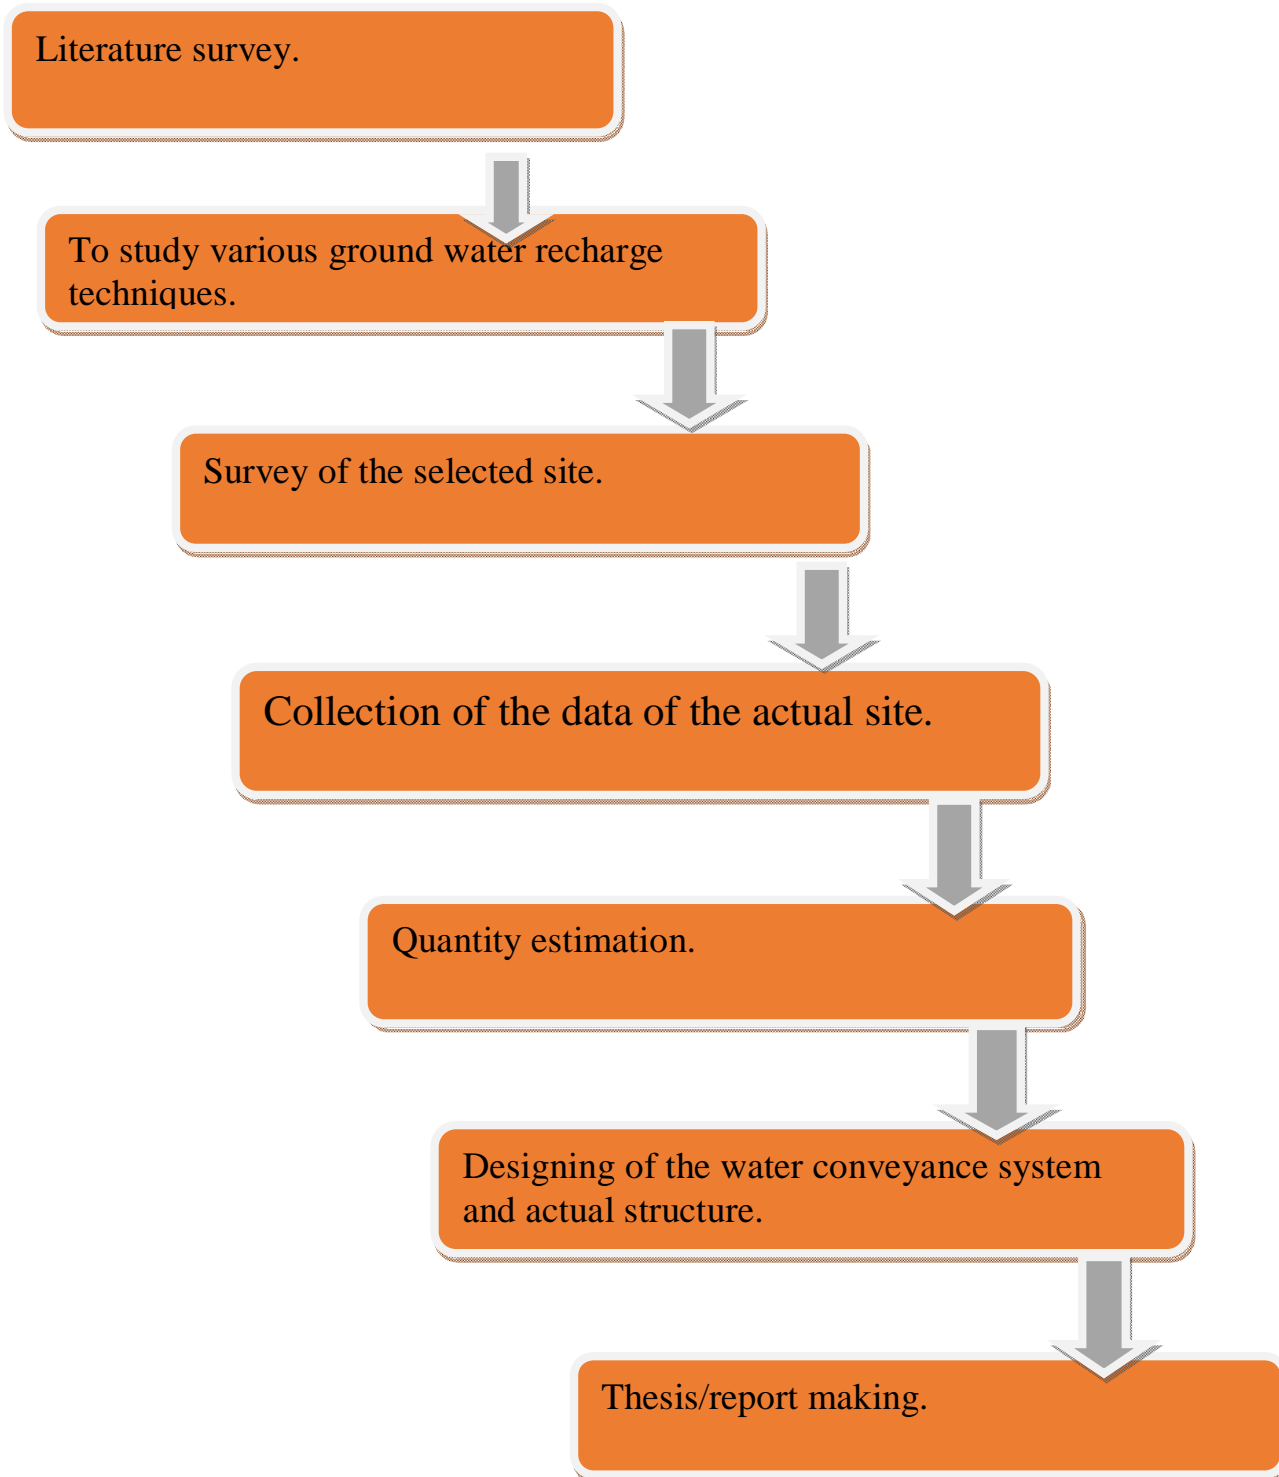 Literature survey.
To study various ground water recharge
techniques.
Survey of the selected site.
Collection of the data of the actual site.
Quantity estimation.
Designing of the water conveyance system
and actual structure.
Thesis/report making.